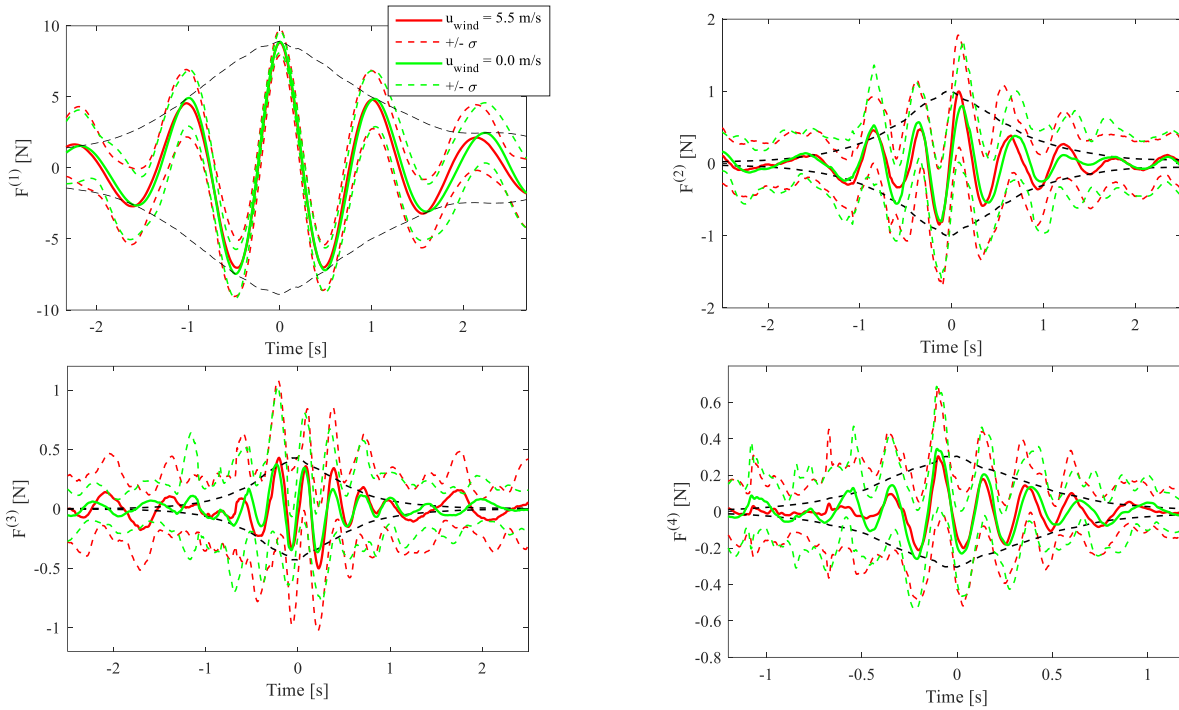 10
5
0
-5
-10
F(1) [N]
-2 -1 0 1 2
Time [s]
u_wind = 5.5 m/s
+/- σ
u_wind = 0.0 m/s
+/- σ
2
1
0
-1
-2
F(2) [N]
-2 -1 0 1 2
Time [s]
1
0.5
0
-0.5
-1
F(3) [N]
-2 -1 0 1 2
Time [s]
0.6
0.4
0.2
0
-0.2
-0.4
-0.6
-0.8
F(4) [N]
-1 -0.5 0 0.5 1
Time [s]